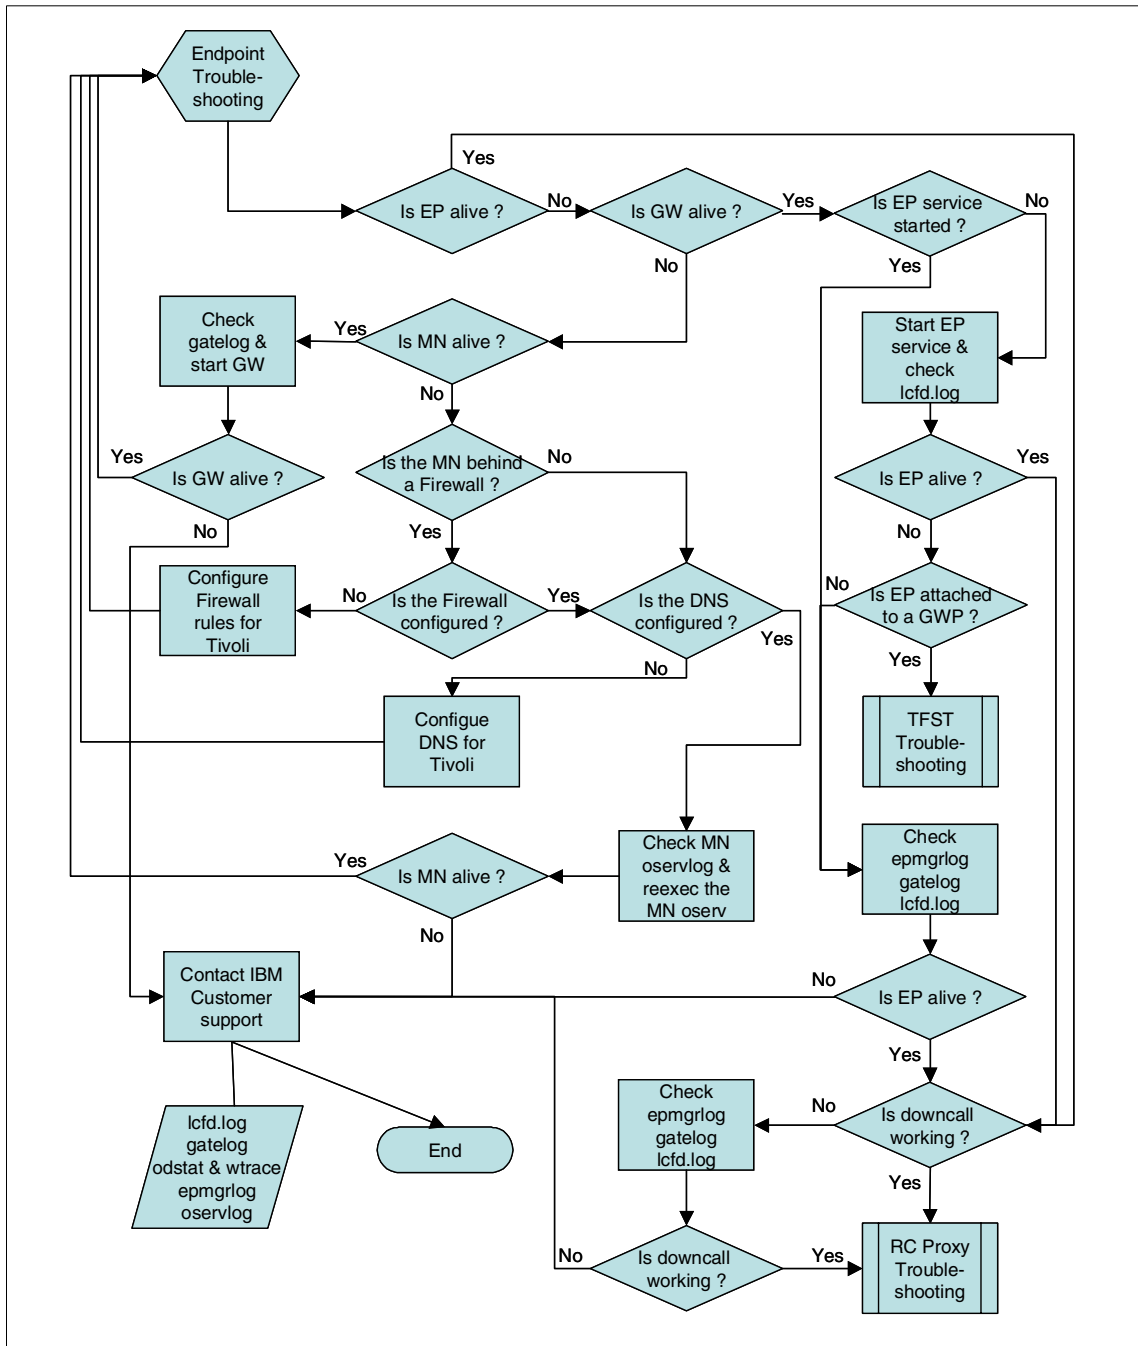 Endpoint
Trouble-
shooting
Yes
Is EP alive ?
No
Is GW alive ?
Yes
Is EP service
started ?
No
Yes
No
Check
gatelog &
start GW
Yes
Is MN alive ?
No
Start EP
service &
check
lcfd.log
Yes
Is GW alive ?
No
Is the MN behind
a Firewall ?
No
Yes
Is EP alive ?
Yes
No
Configure
Firewall
rules for
Tivoli
No
Is the Firewall
configured ?
Yes
Is the DNS
configured ?
Yes
No
No
Is EP attached
to a GWP ?
Yes
Configue
DNS for
Tivoli
TFST
Trouble-
shooting
Yes
Is MN alive ?
No
Check MN
oservlog &
reexec the
MN oserv
Check
epmgrlog
gatelog
lcfd.log
Contact IBM
Customer
support
No
Is EP alive ?
Yes
Check
epmgrlog
gatelog
lcfd.log
No
Is downcall
working ?
Yes
lcfd.log
gatelog
odstat & wtrace
epmgrlog
oservlog
End
No
Is downcall
working ?
Yes
RC Proxy
Trouble-
shooting